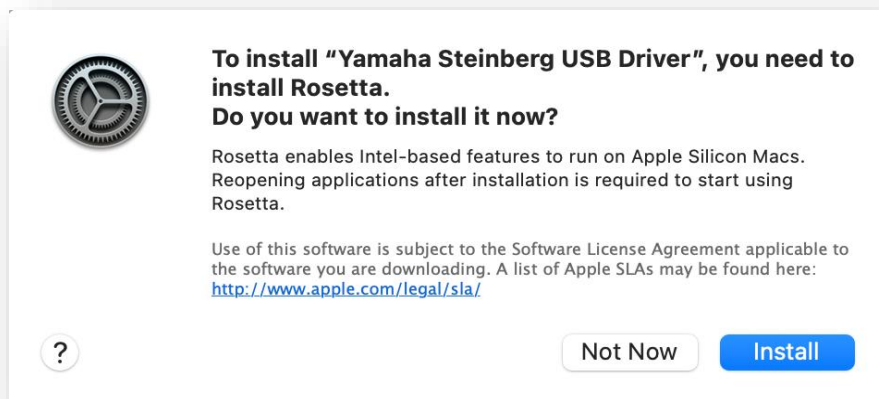 To install “Yamaha Steinberg USB Driver”, you need to
install Rosetta.
Do you want to install it now?
Rosetta enables Intel-based features to run on Apple Silicon Macs.
Reopening applications after installation is required to start using
Rosetta.
Use of this software is subject to the Software License Agreement applicable to
the software you are downloading. A list of Apple SLAs may be found here:
http://www.apple.com/legal/sla/
? Not Now Install